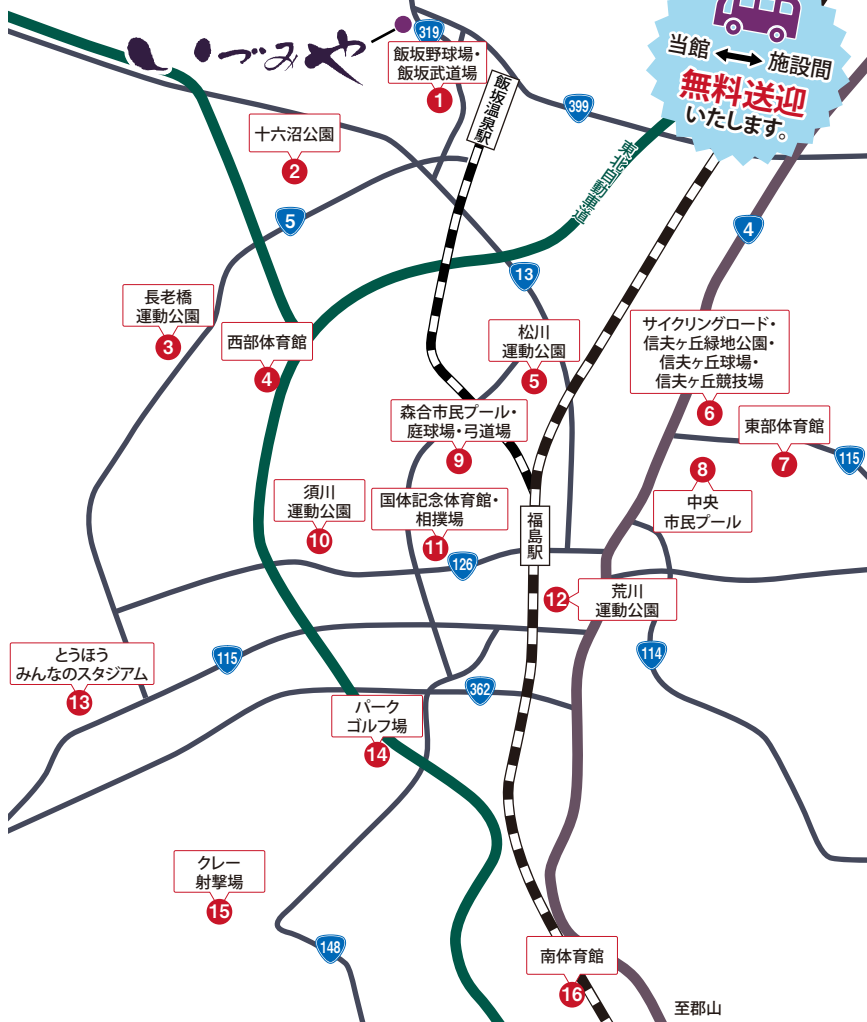 いづみや
319
飯坂野球場・
飯坂武道場
1
飯坂温泉駅
399
当館
施設間
無料送迎
いたします。
十六沼公園
2
東北自動車道
5
4
13
長老橋
運動公園
3
西部体育館
4
松川
運動公園
5
サイクリングロード・
信夫ヶ丘緑地公園・
信夫ヶ丘球場・
信夫ヶ丘競技場
6
森合市民プール・
庭球場・弓道場
9
東部体育館
7
115
8
中央
市民プール
須川
運動公園
10
国体記念体育館・
相撲場
11
福島駅
126
12
荒川
運動公園
114
とうほう
みんなのスタジアム
13
115
362
パーク
ゴルフ場
14
クレー
射撃場
15
148
南体育館
16
至郡山